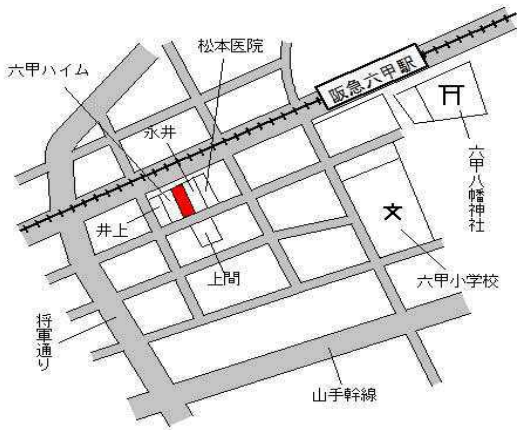 松本医院
六甲ハイム
阪急六甲駅
永井
六甲八幡神社
井上
上間
六甲小学校
将軍通り
山手幹線